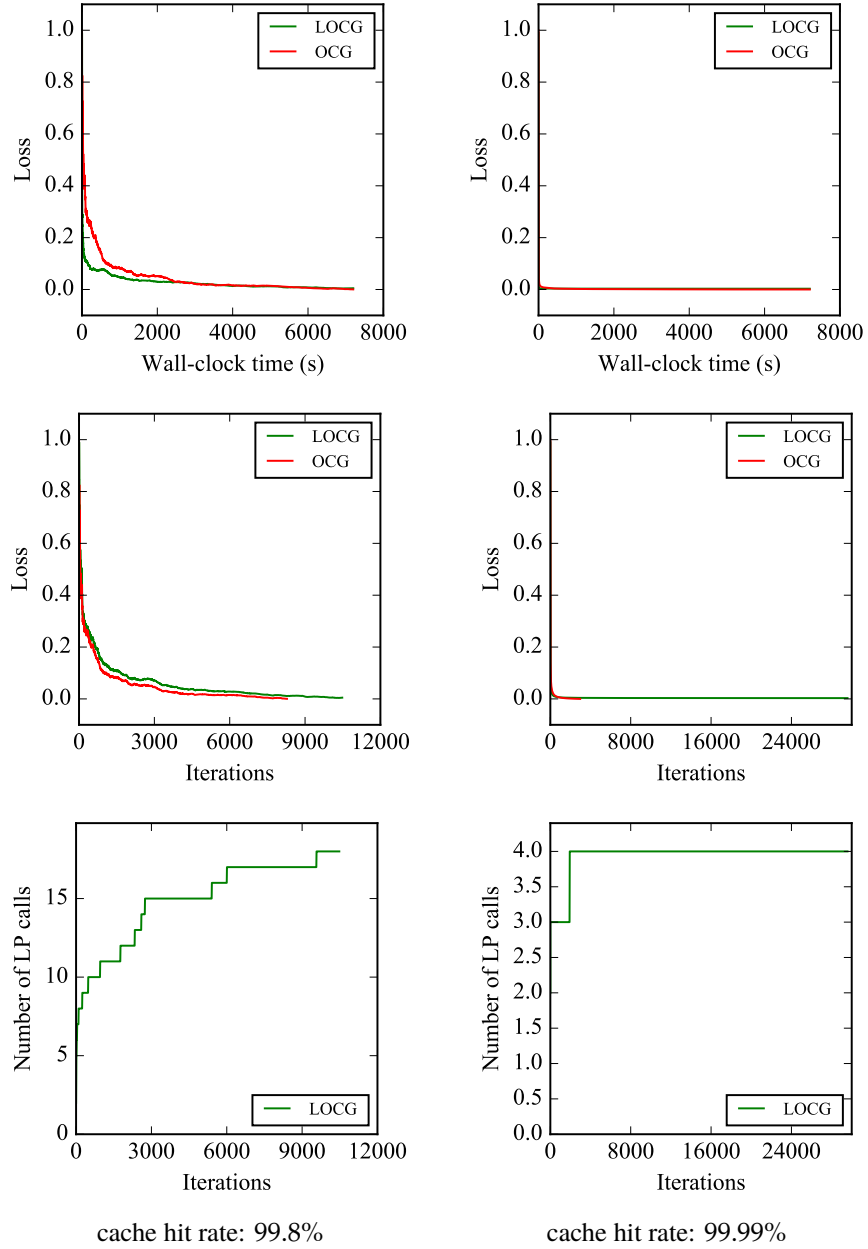 LOCG
OCG
1.0
0.8
0.6
0.4
0.2
0.0
Loss
0 2000 4000 6000 8000
Wall-clock time (s)
LOCG
OCG
1.0
0.8
0.6
0.4
0.2
0.0
Loss
0 2000 4000 6000 8000
Wall-clock time (s)
LOCG
OCG
1.0
0.8
0.6
0.4
0.2
0.0
Loss
0 3000 6000 9000 12000
Iterations
LOCG
OCG
1.0
0.8
0.6
0.4
0.2
0.0
Loss
0 8000 16000 24000
Iterations
15
10
5
0
Number of LP calls
LOCG
0 3000 6000 9000 12000
Iterations
4.0
3.5
3.0
2.5
2.0
1.5
1.0
0.5
0.0
Number of LP calls
LOCG
0 8000 16000 24000
Iterations
cache hit rate: 99.8%
cache hit rate: 99.99%